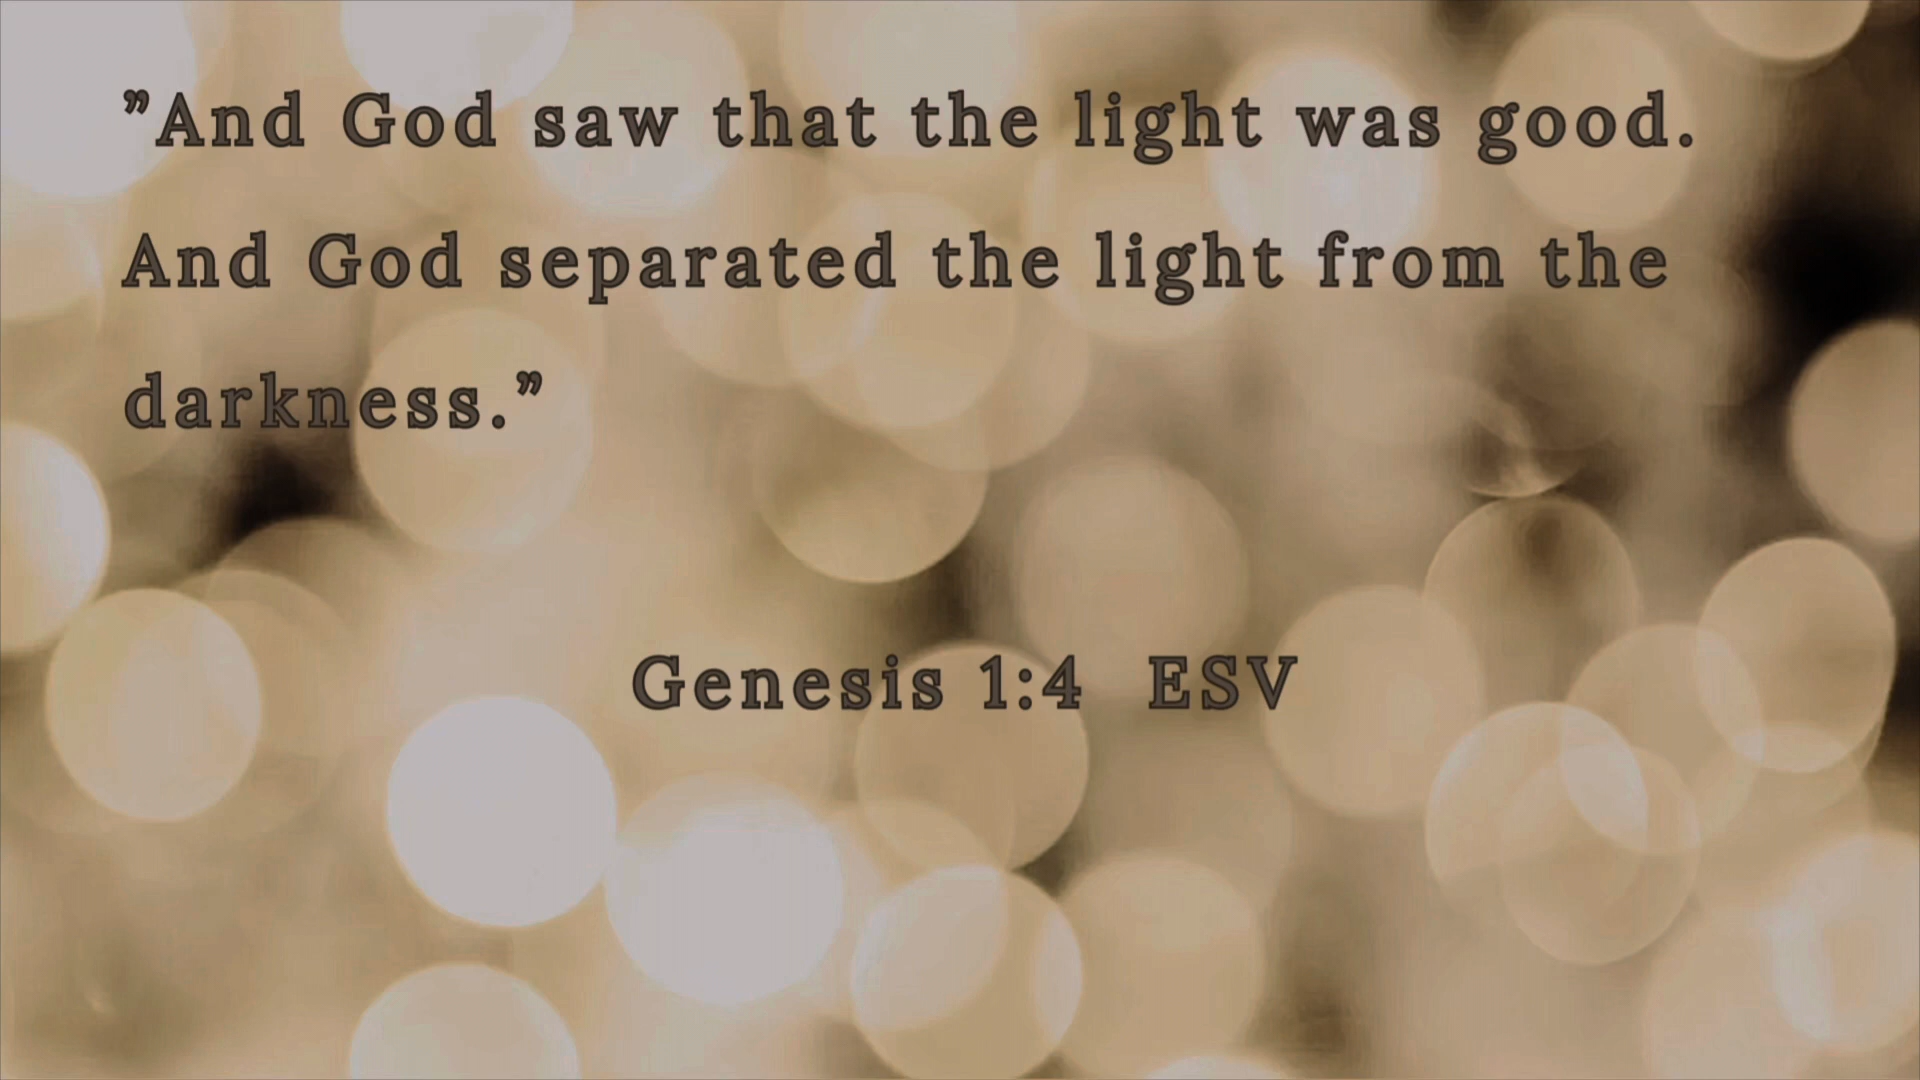 ”And God saw that the light was good.
And God separated the light from the
darkness.”
Genesis 1:4 ESV